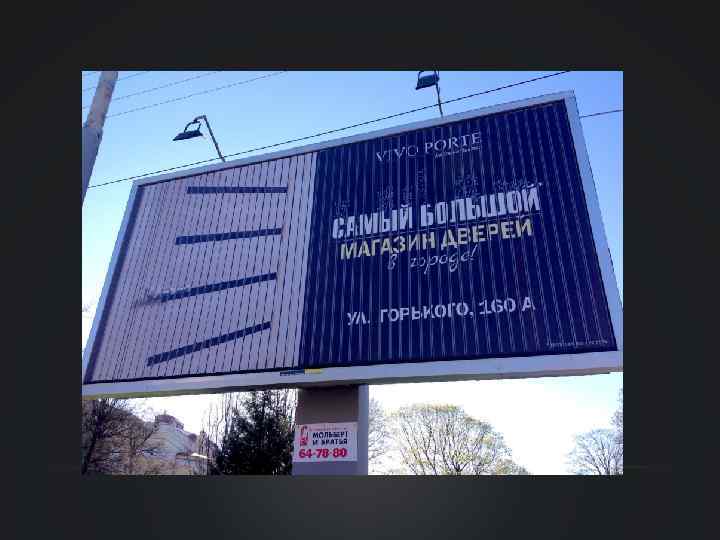 VIVO PORTE
САМЫЙ БОЛЬШОЙ
МАГАЗИН ДВЕРЕЙ
в городе!
УЛ. ГОРЬКОГО, 160 А
МОЛЬБЕРТ
И БРАТЬЯ
64-78-80